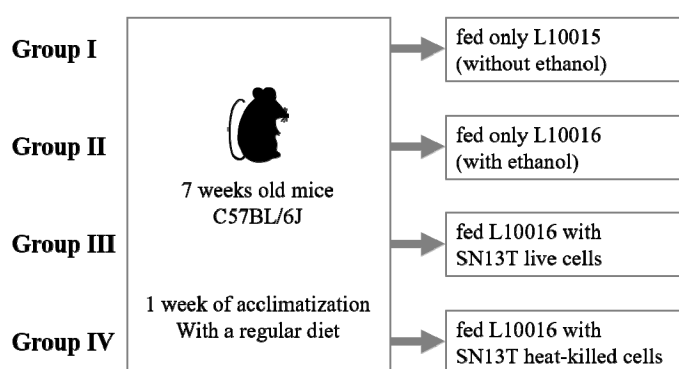 Group I
fed only L10015
(without ethanol)
Group II
fed only L10016
(with ethanol)
7 weeks old mice
C57BL/6J
Group III
fed L10016 with
SN13T live cells
1 week of acclimatization
With a regular diet
Group IV
fed L10016 with
SN13T heat-killed cells